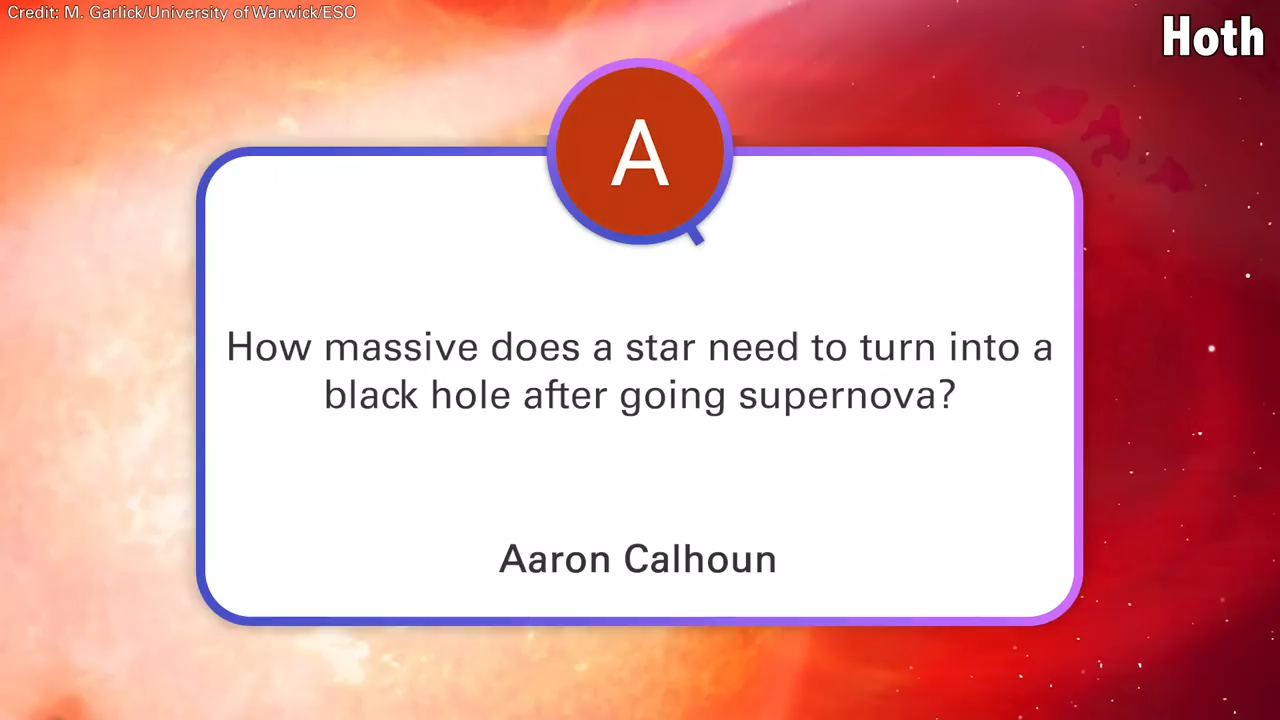 Credit: M. Garlick/University of Warwick/ESO
Hoth
A
How massive does a star need to turn into a
black hole after going supernova?
Aaron Calhoun